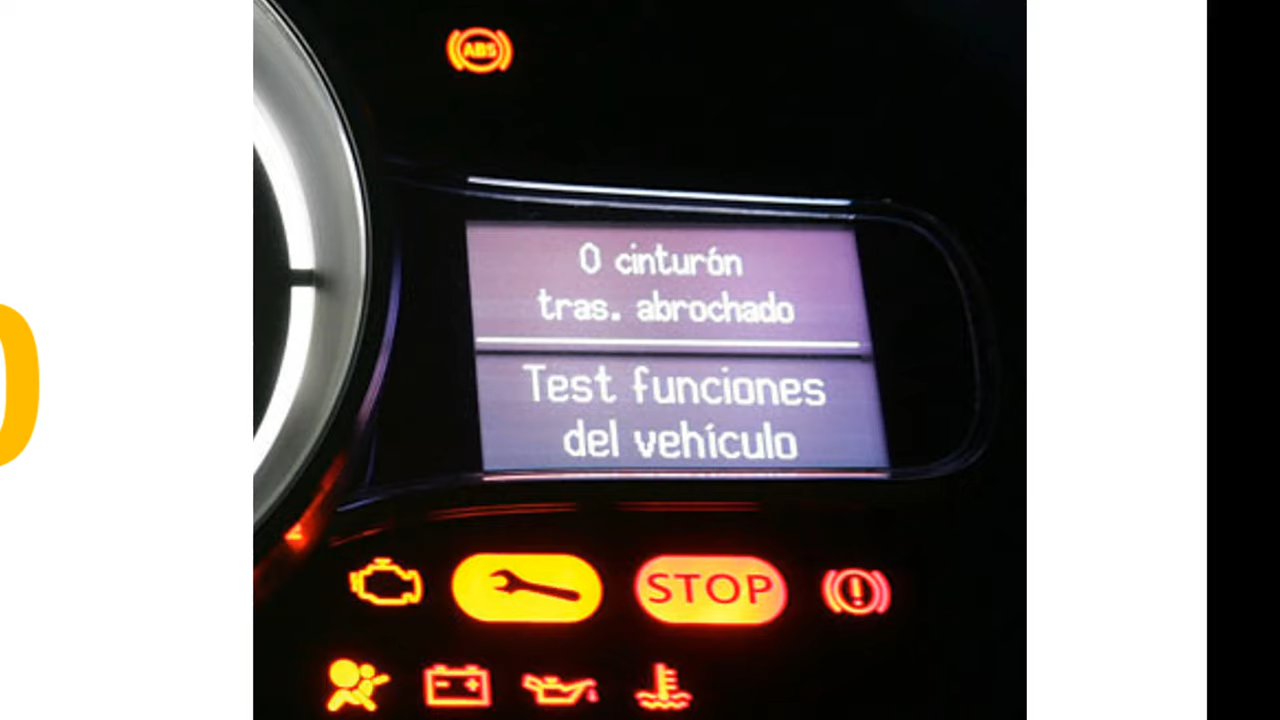 ABS
0 cinturón
tras. abrochado
Test funciones
del vehículo
STOP